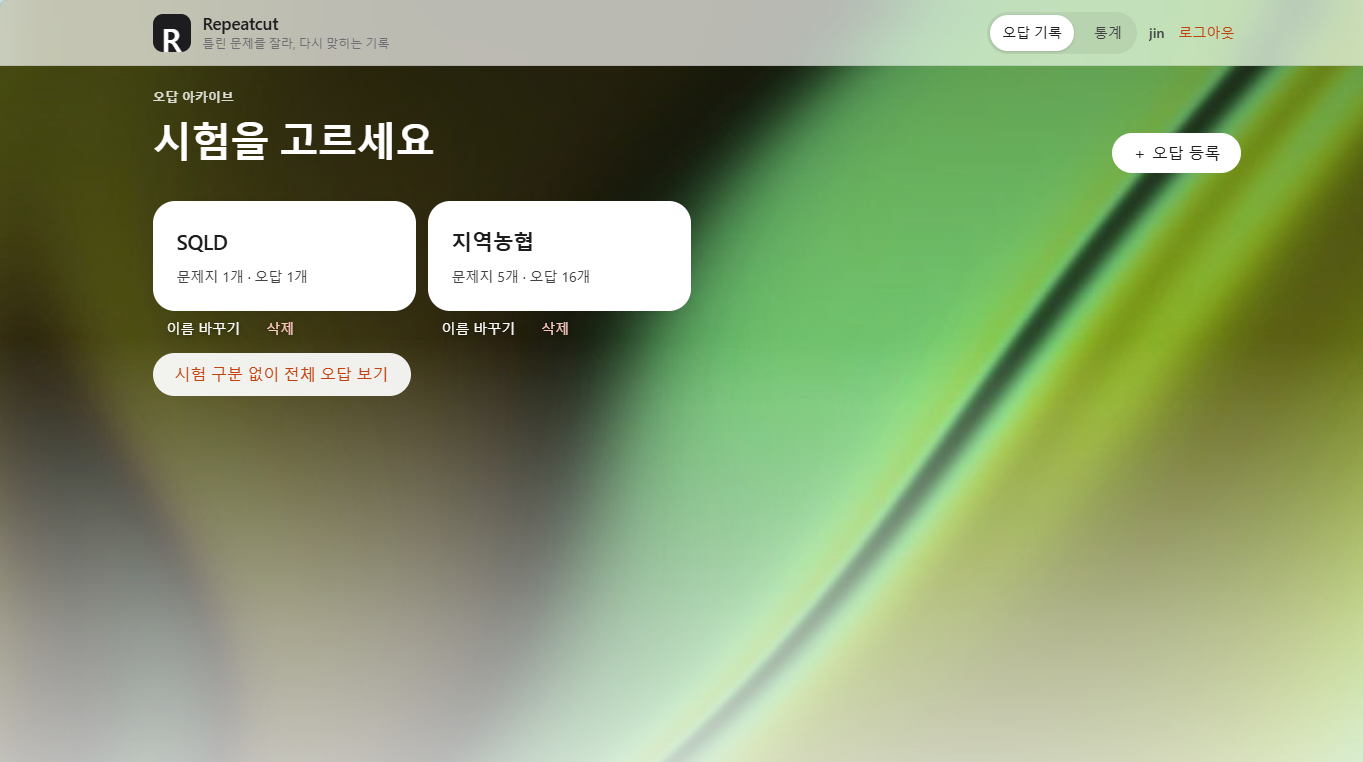 R
Repeatcut
틀린 문제를 잘라, 다시 맞히는 기록
오답 기록
통계
jin
로그아웃
오답 아카이브
시험을 고르세요
+ 오답 등록
SQLD
문제지 1개 · 오답 1개
지역농협
문제지 5개 · 오답 16개
이름 바꾸기
삭제
이름 바꾸기
삭제
시험 구분 없이 전체 오답 보기